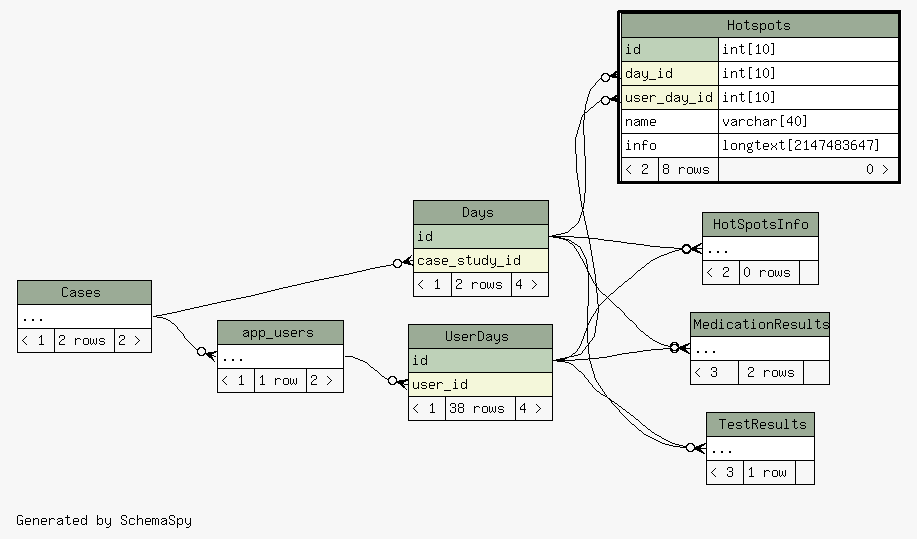 Hotspots
id int[10]
day_id int[10]
user_day_id int[10]
name varchar[40]
info longtext[2147483647]
< 2 8 rows 0 >
Days
id
case_study_id
< 1 2 rows 4 >
HotSpotsInfo
...
< 2 0 rows
Cases
...
< 1 2 rows 2 >
app_users
...
< 1 1 row 2 >
UserDays
id
user_id
< 1 38 rows 4 >
MedicationResults
...
< 3 2 rows
TestResults
...
< 3 1 row
Generated by SchemaSpy